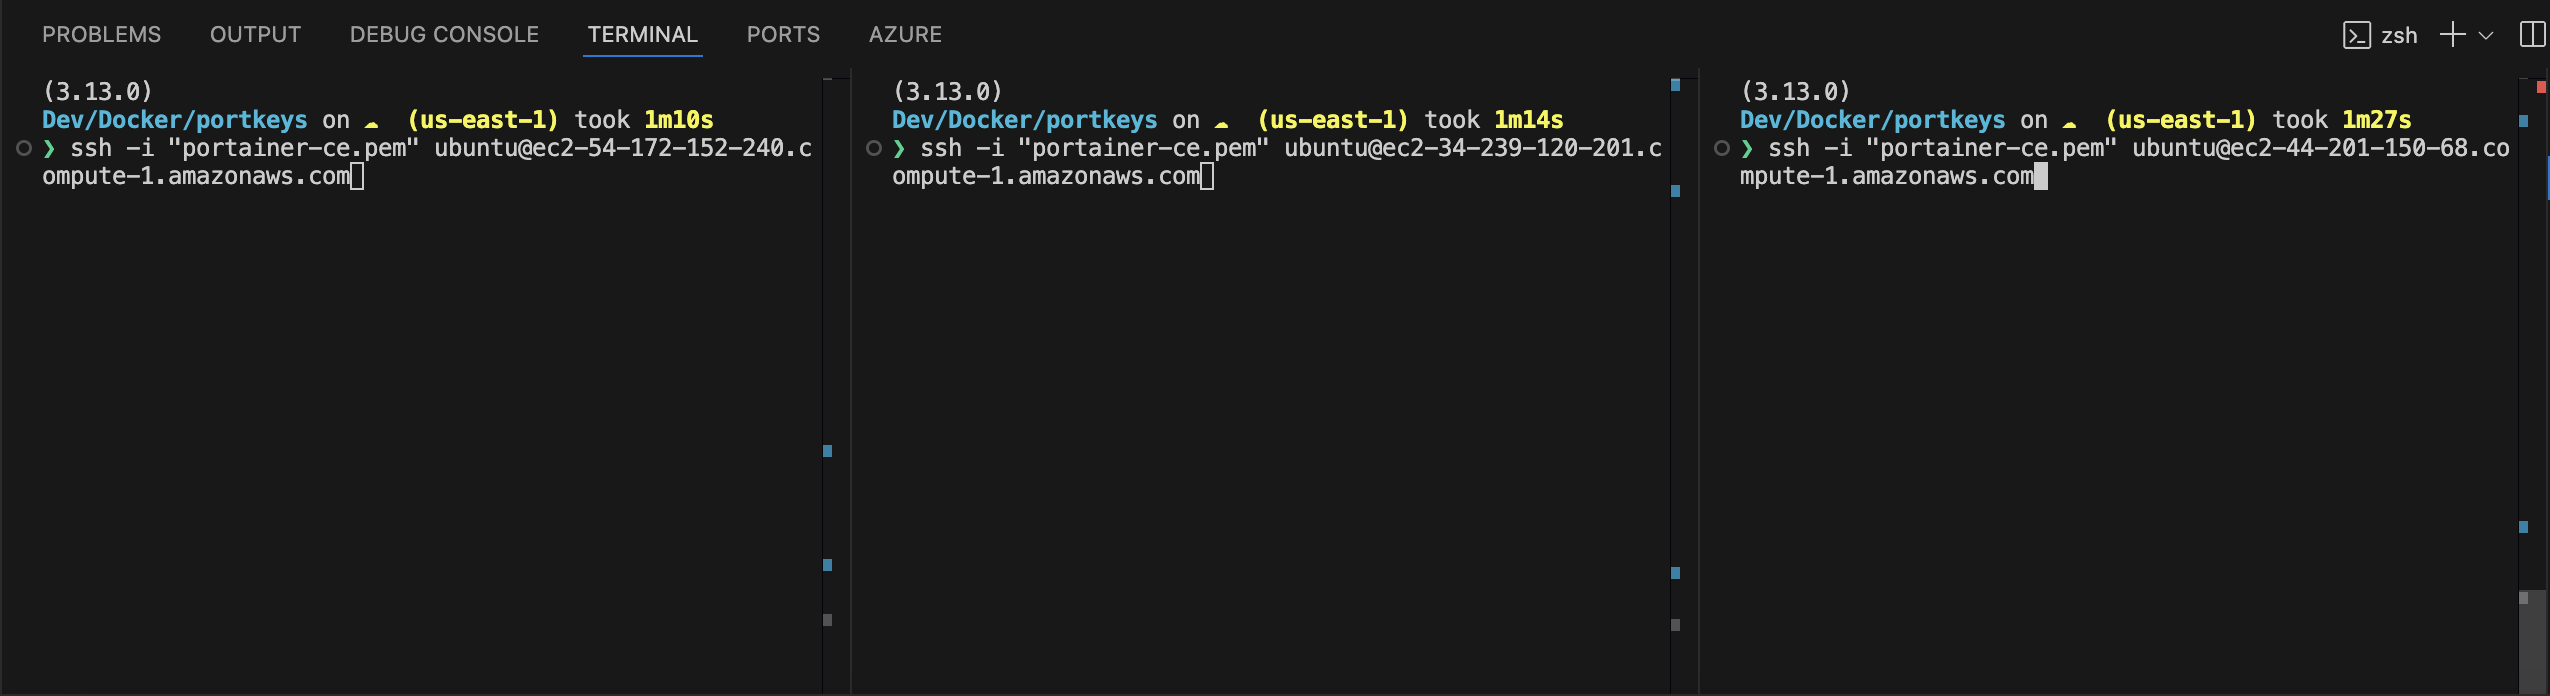 PROBLEMS OUTPUT DEBUG CONSOLE TERMINAL PORTS AZURE zsh
(3.13.0)
Dev/Docker/portkeys on ☁ (us-east-1) took 1m10s
❯ ssh -i "portainer-ce.pem" ubuntu@ec2-54-172-152-240.c
ompute-1.amazonaws.com
(3.13.0)
Dev/Docker/portkeys on ☁ (us-east-1) took 1m14s
❯ ssh -i "portainer-ce.pem" ubuntu@ec2-34-239-120-201.c
ompute-1.amazonaws.com
(3.13.0)
Dev/Docker/portkeys on ☁ (us-east-1) took 1m27s
❯ ssh -i "portainer-ce.pem" ubuntu@ec2-44-201-150-68.co
mpute-1.amazonaws.com